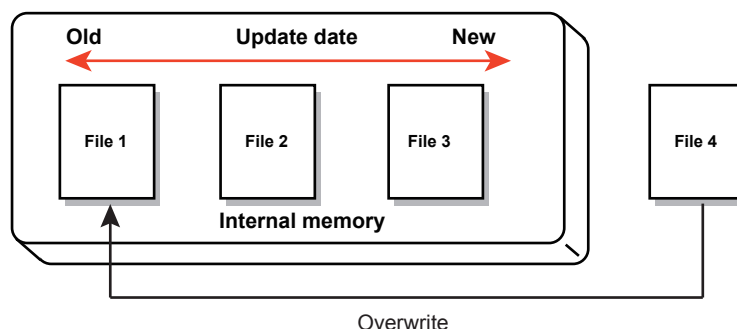 Old Update date New
File 1 File 2 File 3 File 4
Internal memory
Overwrite